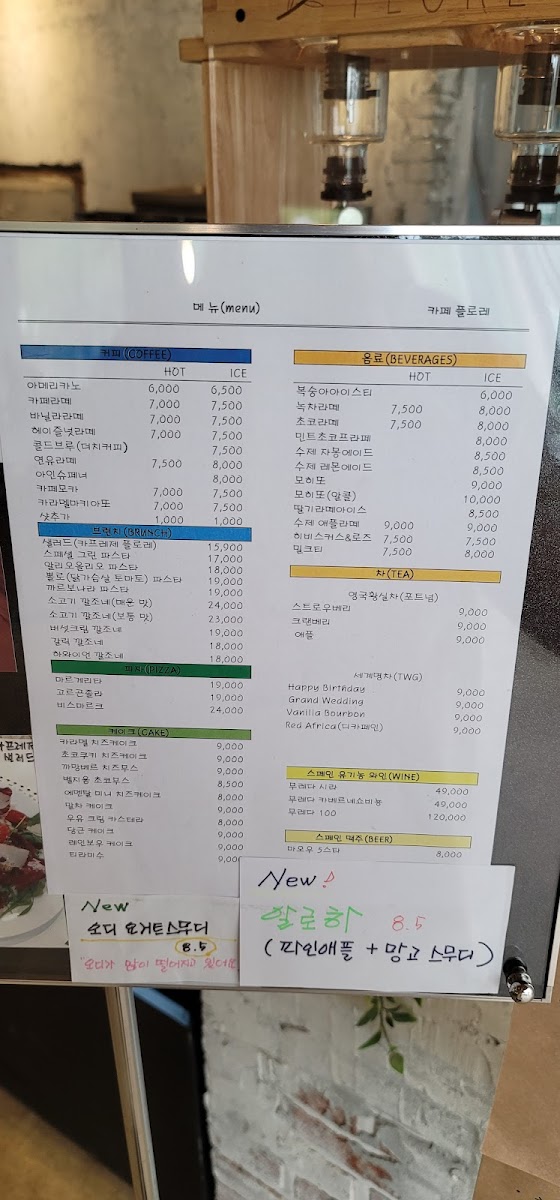 메 뉴(menu)
카페 플로레
커피 (COFFEE)
HOT ICE
아메리카노 6,000 6,500
카페라떼 7,000 7,500
바닐라라떼 7,000 7,500
헤이즐넛라떼 7,000 7,500
콜드브루(더치커피) 7,500
연유라떼 7,500 8,000
아인슈페너 8,000
카페모카 7,000 7,500
카라멜마키아또 7,000 7,500
샷추가 1,000 1,000
브런치(BRUNCH)
샐러드(카프레제 플로레) 15,900
스페셜 그린 파스타 17,000
알리오올리오 파스타 18,000
뽈로(닭가슴살 토마토) 파스타 19,000
까르보나라 파스타 19,000
소고기 깔조네(매운 맛) 24,000
소고기 깔조네(보통 맛) 23,000
버섯크림 깔조네 19,000
갈릭 깔조네 18,000
하와이언 깔조네 18,000
피자(PIZZA)
마르게리타 19,000
고르곤졸라 19,000
비스마르크 24,000
케이크(CAKE)
카라멜 치즈케이크 9,000
초코쿠키 치즈케이크 9,000
까망베르 치즈무스 9,000
벨지움 초코무스 8,500
에멘탈 미니 치즈케이크 8,000
말차 케이크 9,000
우유 크림 카스테라 8,000
당근 케이크 9,000
레인보우 케이크 9,000
티라미수 9,000
음료(BEVERAGES)
HOT ICE
복숭아아이스티 6,000
녹차라떼 7,500 8,000
초코라떼 7,500 8,000
민트초코프라페 8,000
수제 자몽에이드 8,500
수제 레몬에이드 8,500
모히또 9,000
모히또(알콜) 10,000
딸기라떼아이스 8,500
수제 애플라떼 9,000 9,000
히비스커스&로즈 7,500 7,500
밀크티 7,500 8,000
차(TEA)
영국왕실차(포트넘)
스트로우베리 9,000
크랜베리 9,000
애플 9,000
세계명차(TWG)
Happy Birthday 9,000
Grand Wedding 9,000
Vanilla Bourbon 9,000
Red Africa(디카페인) 9,000
스페인 유기농 와인(WINE)
무레다 시라 49,000
무레다 카베르네쇼비뇽 49,000
무레다 100 120,000
스페인 맥주(BEER)
마오우 5스타 8,000
New
오디 요거트스무디
8.5
New♪
알로하 8.5
(파인애플 + 망고 스무디)